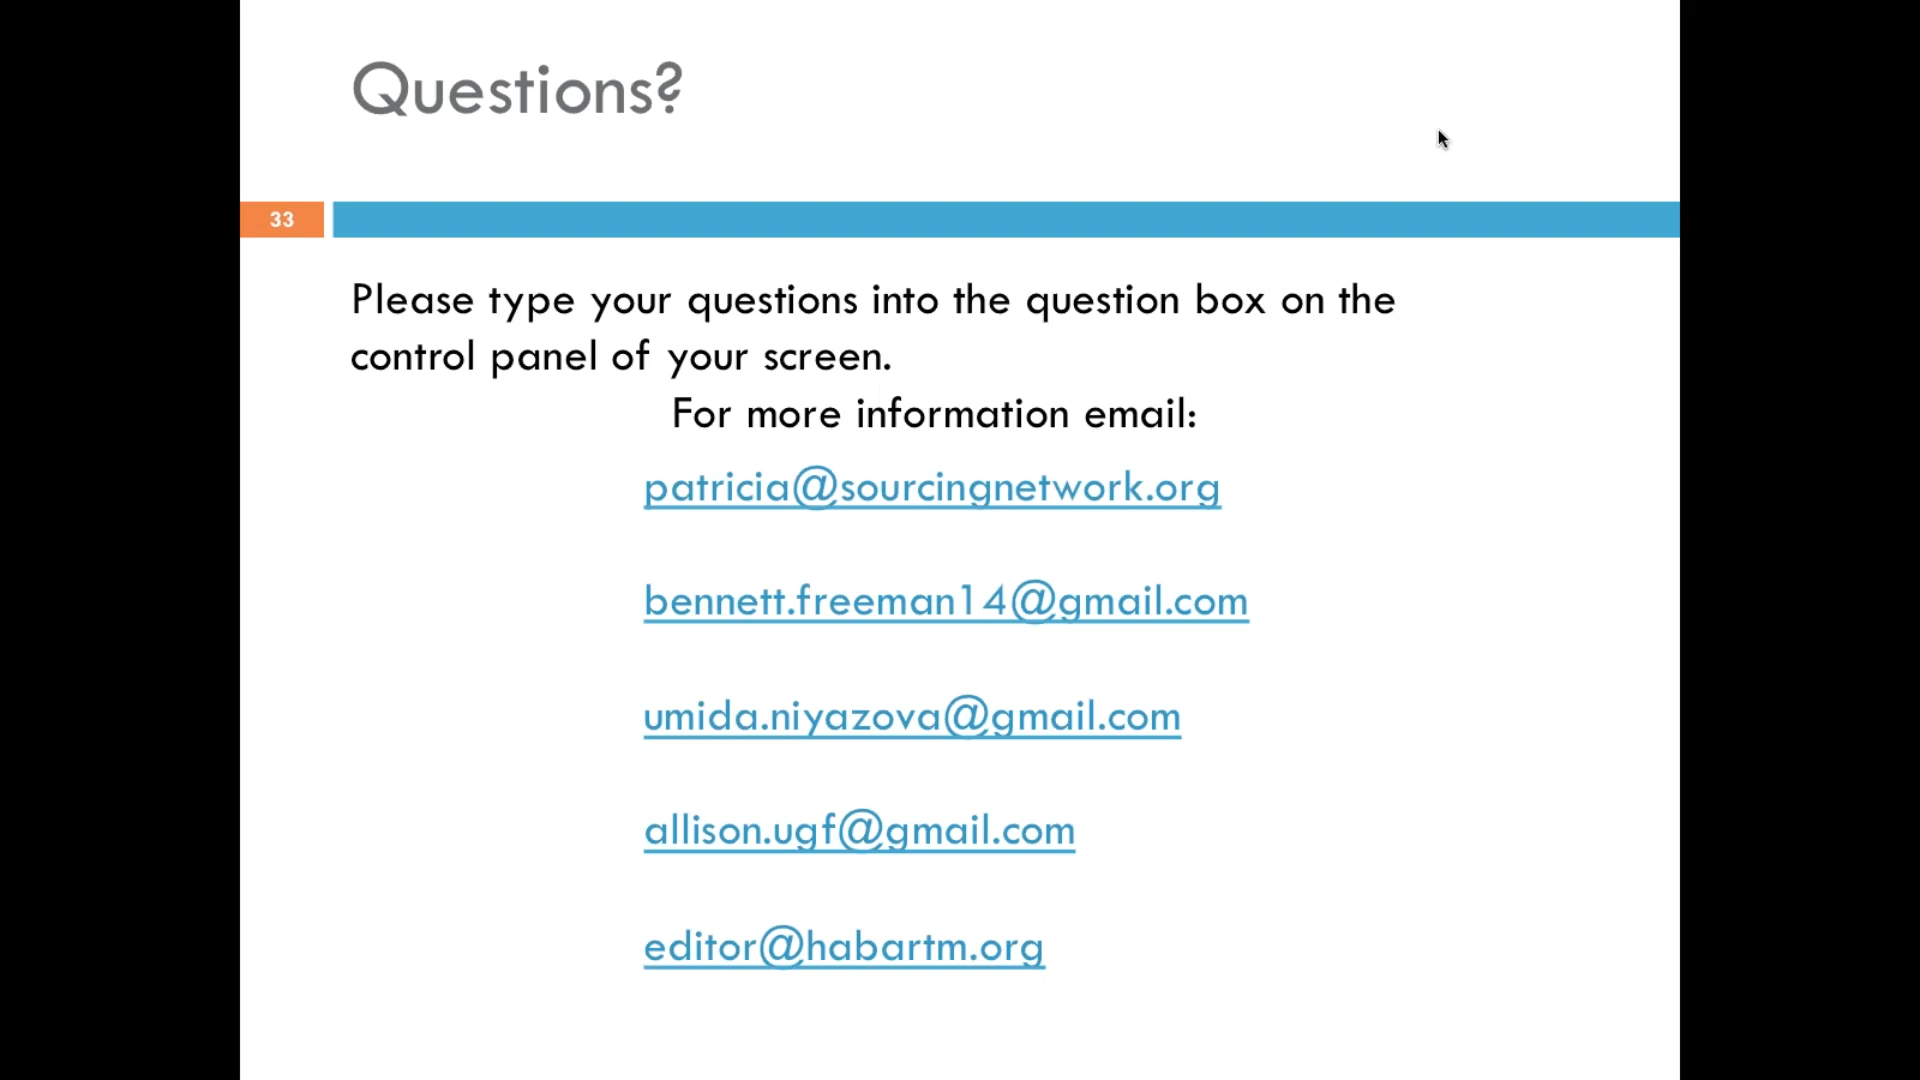 Questions?
33
Please type your questions into the question box on the
control panel of your screen.
For more information email:
patricia@sourcingnetwork.org
bennett.freeman14@gmail.com
umida.niyazova@gmail.com
allison.ugf@gmail.com
editor@habartm.org